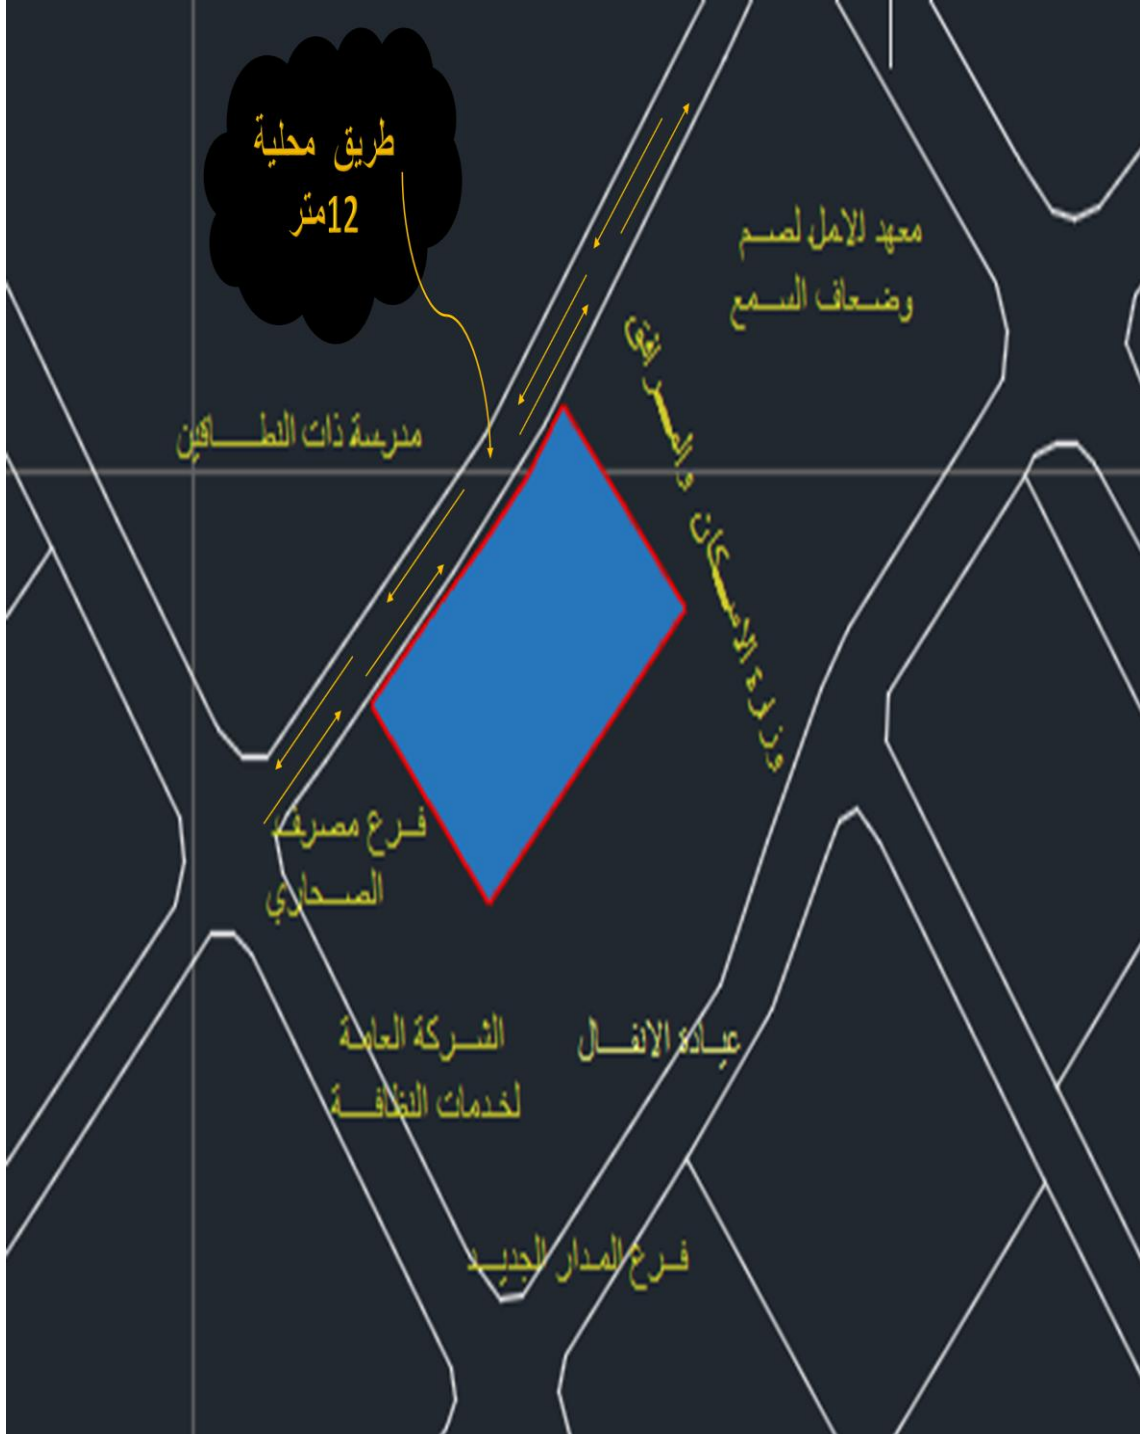 طريق محلية
12متر
معهد الامل لصم
وضعاف السمع
مدرسة ذات النطاقين
وزارة الاسكان والمرافق
فرع مصرف
الصحاري
الشركة العامة
لخدمات النظافة
عيادة الانفال
فرع المدار الجديد